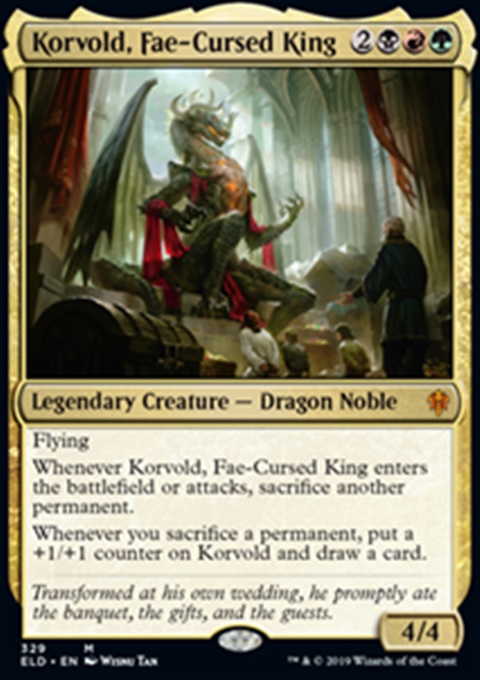 Korvold, Fae-Cursed King 2
Legendary Creature — Dragon Noble
Flying
Whenever Korvold, Fae-Cursed King enters
the battlefield or attacks, sacrifice another
permanent.
Whenever you sacrifice a permanent, put a
+1/+1 counter on Korvold and draw a card.
Transformed at his own wedding, he promptly ate
the banquet, the gifts, and the guests.
4/4
329 M
ELD • EN Wisnu Tan
™ & © 2019 Wizards of the Coast